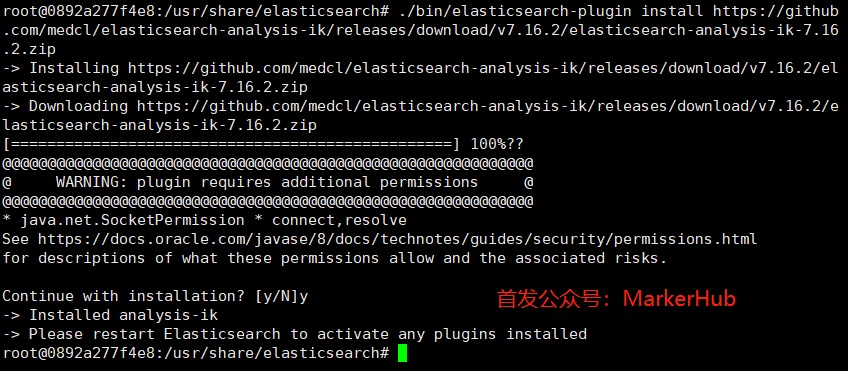 root@0892a277f4e8:/usr/share/elasticsearch# ./bin/elasticsearch-plugin install https://github
.com/medcl/elasticsearch-analysis-ik/releases/download/v7.16.2/elasticsearch-analysis-ik-7.16
.2.zip
-> Installing https://github.com/medcl/elasticsearch-analysis-ik/releases/download/v7.16.2/el
asticsearch-analysis-ik-7.16.2.zip
-> Downloading https://github.com/medcl/elasticsearch-analysis-ik/releases/download/v7.16.2/e
lasticsearch-analysis-ik-7.16.2.zip
[=================================================] 100%??
@@@@@@@@@@@@@@@@@@@@@@@@@@@@@@@@@@@@@@@@@@@@@@@@@@@@@@@@@@@
@     WARNING: plugin requires additional permissions     @
@@@@@@@@@@@@@@@@@@@@@@@@@@@@@@@@@@@@@@@@@@@@@@@@@@@@@@@@@@@
* java.net.SocketPermission * connect,resolve
See https://docs.oracle.com/javase/8/docs/technotes/guides/security/permissions.html
for descriptions of what these permissions allow and the associated risks.
Continue with installation? [y/N]y
首发公众号：MarkerHub
-> Installed analysis-ik
-> Please restart Elasticsearch to activate any plugins installed
root@0892a277f4e8:/usr/share/elasticsearch#